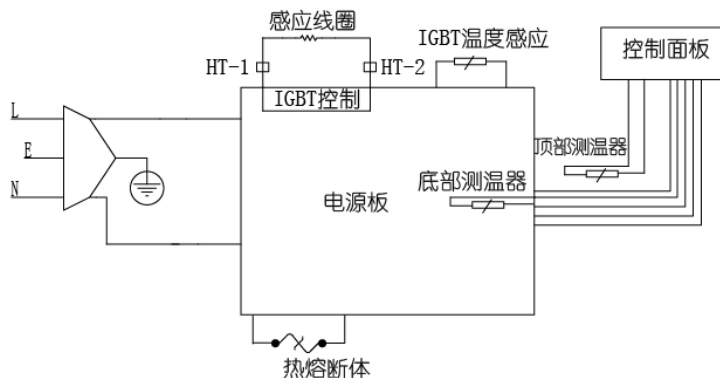 感应线圈
IGBT温度感应
控制面板
HT-1
HT-2
IGBT控制
L
E
N
顶部测温器
底部测温器
电源板
热熔断体